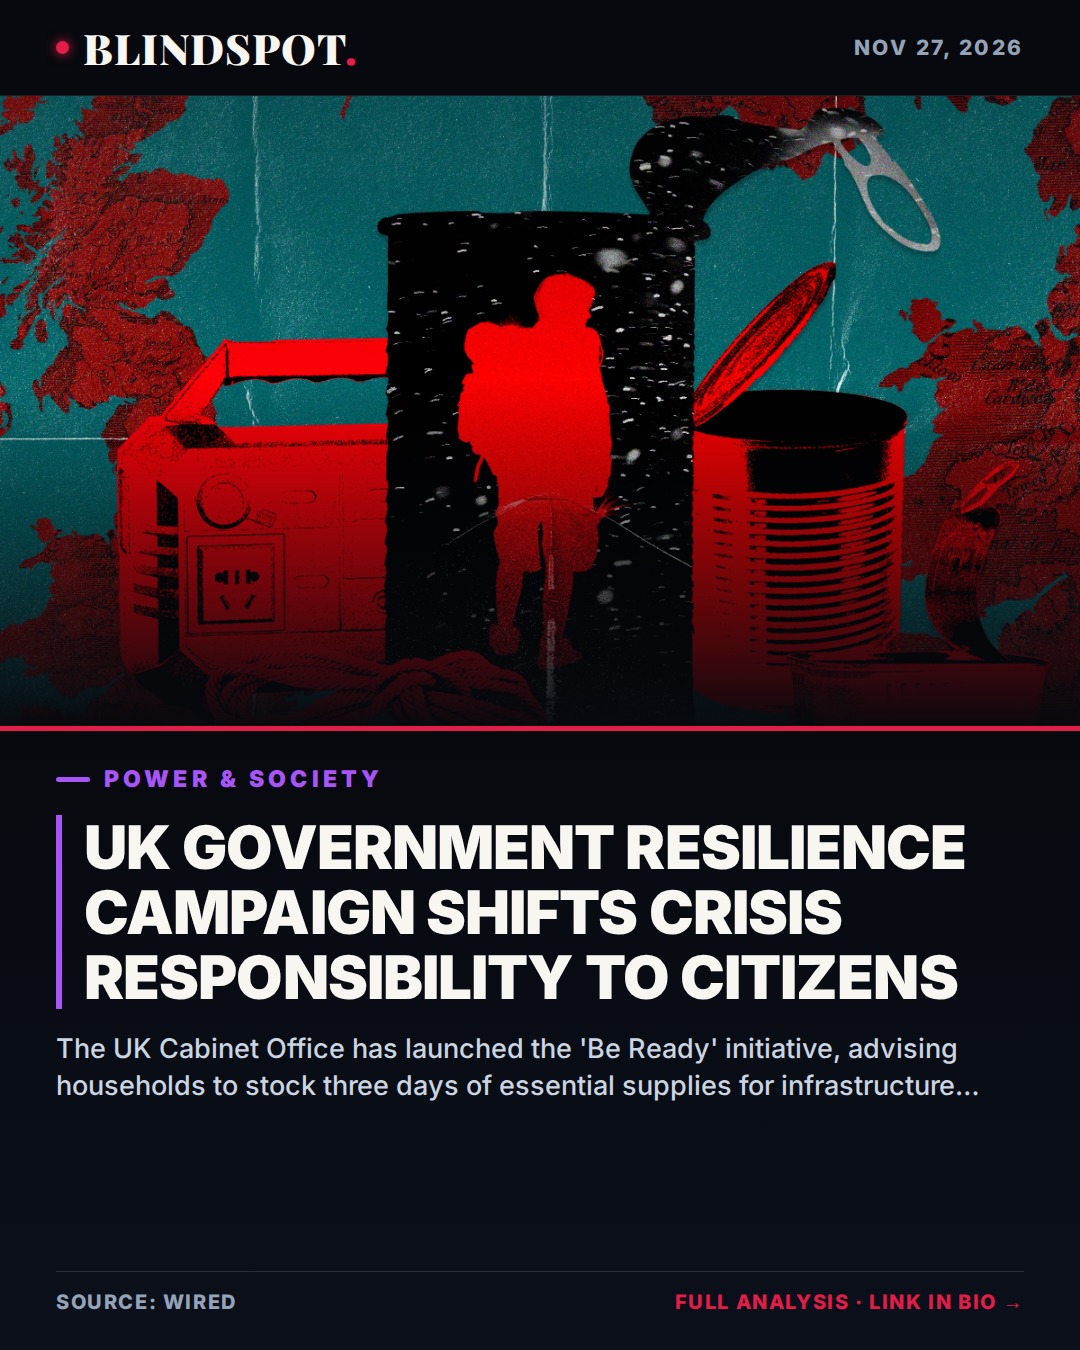 BLINDSPOT.
NOV 27, 2026
POWER & SOCIETY
UK GOVERNMENT RESILIENCE
CAMPAIGN SHIFTS CRISIS
RESPONSIBILITY TO CITIZENS
The UK Cabinet Office has launched the 'Be Ready' initiative, advising
households to stock three days of essential supplies for infrastructure...
SOURCE: WIRED
FULL ANALYSIS · LINK IN BIO →